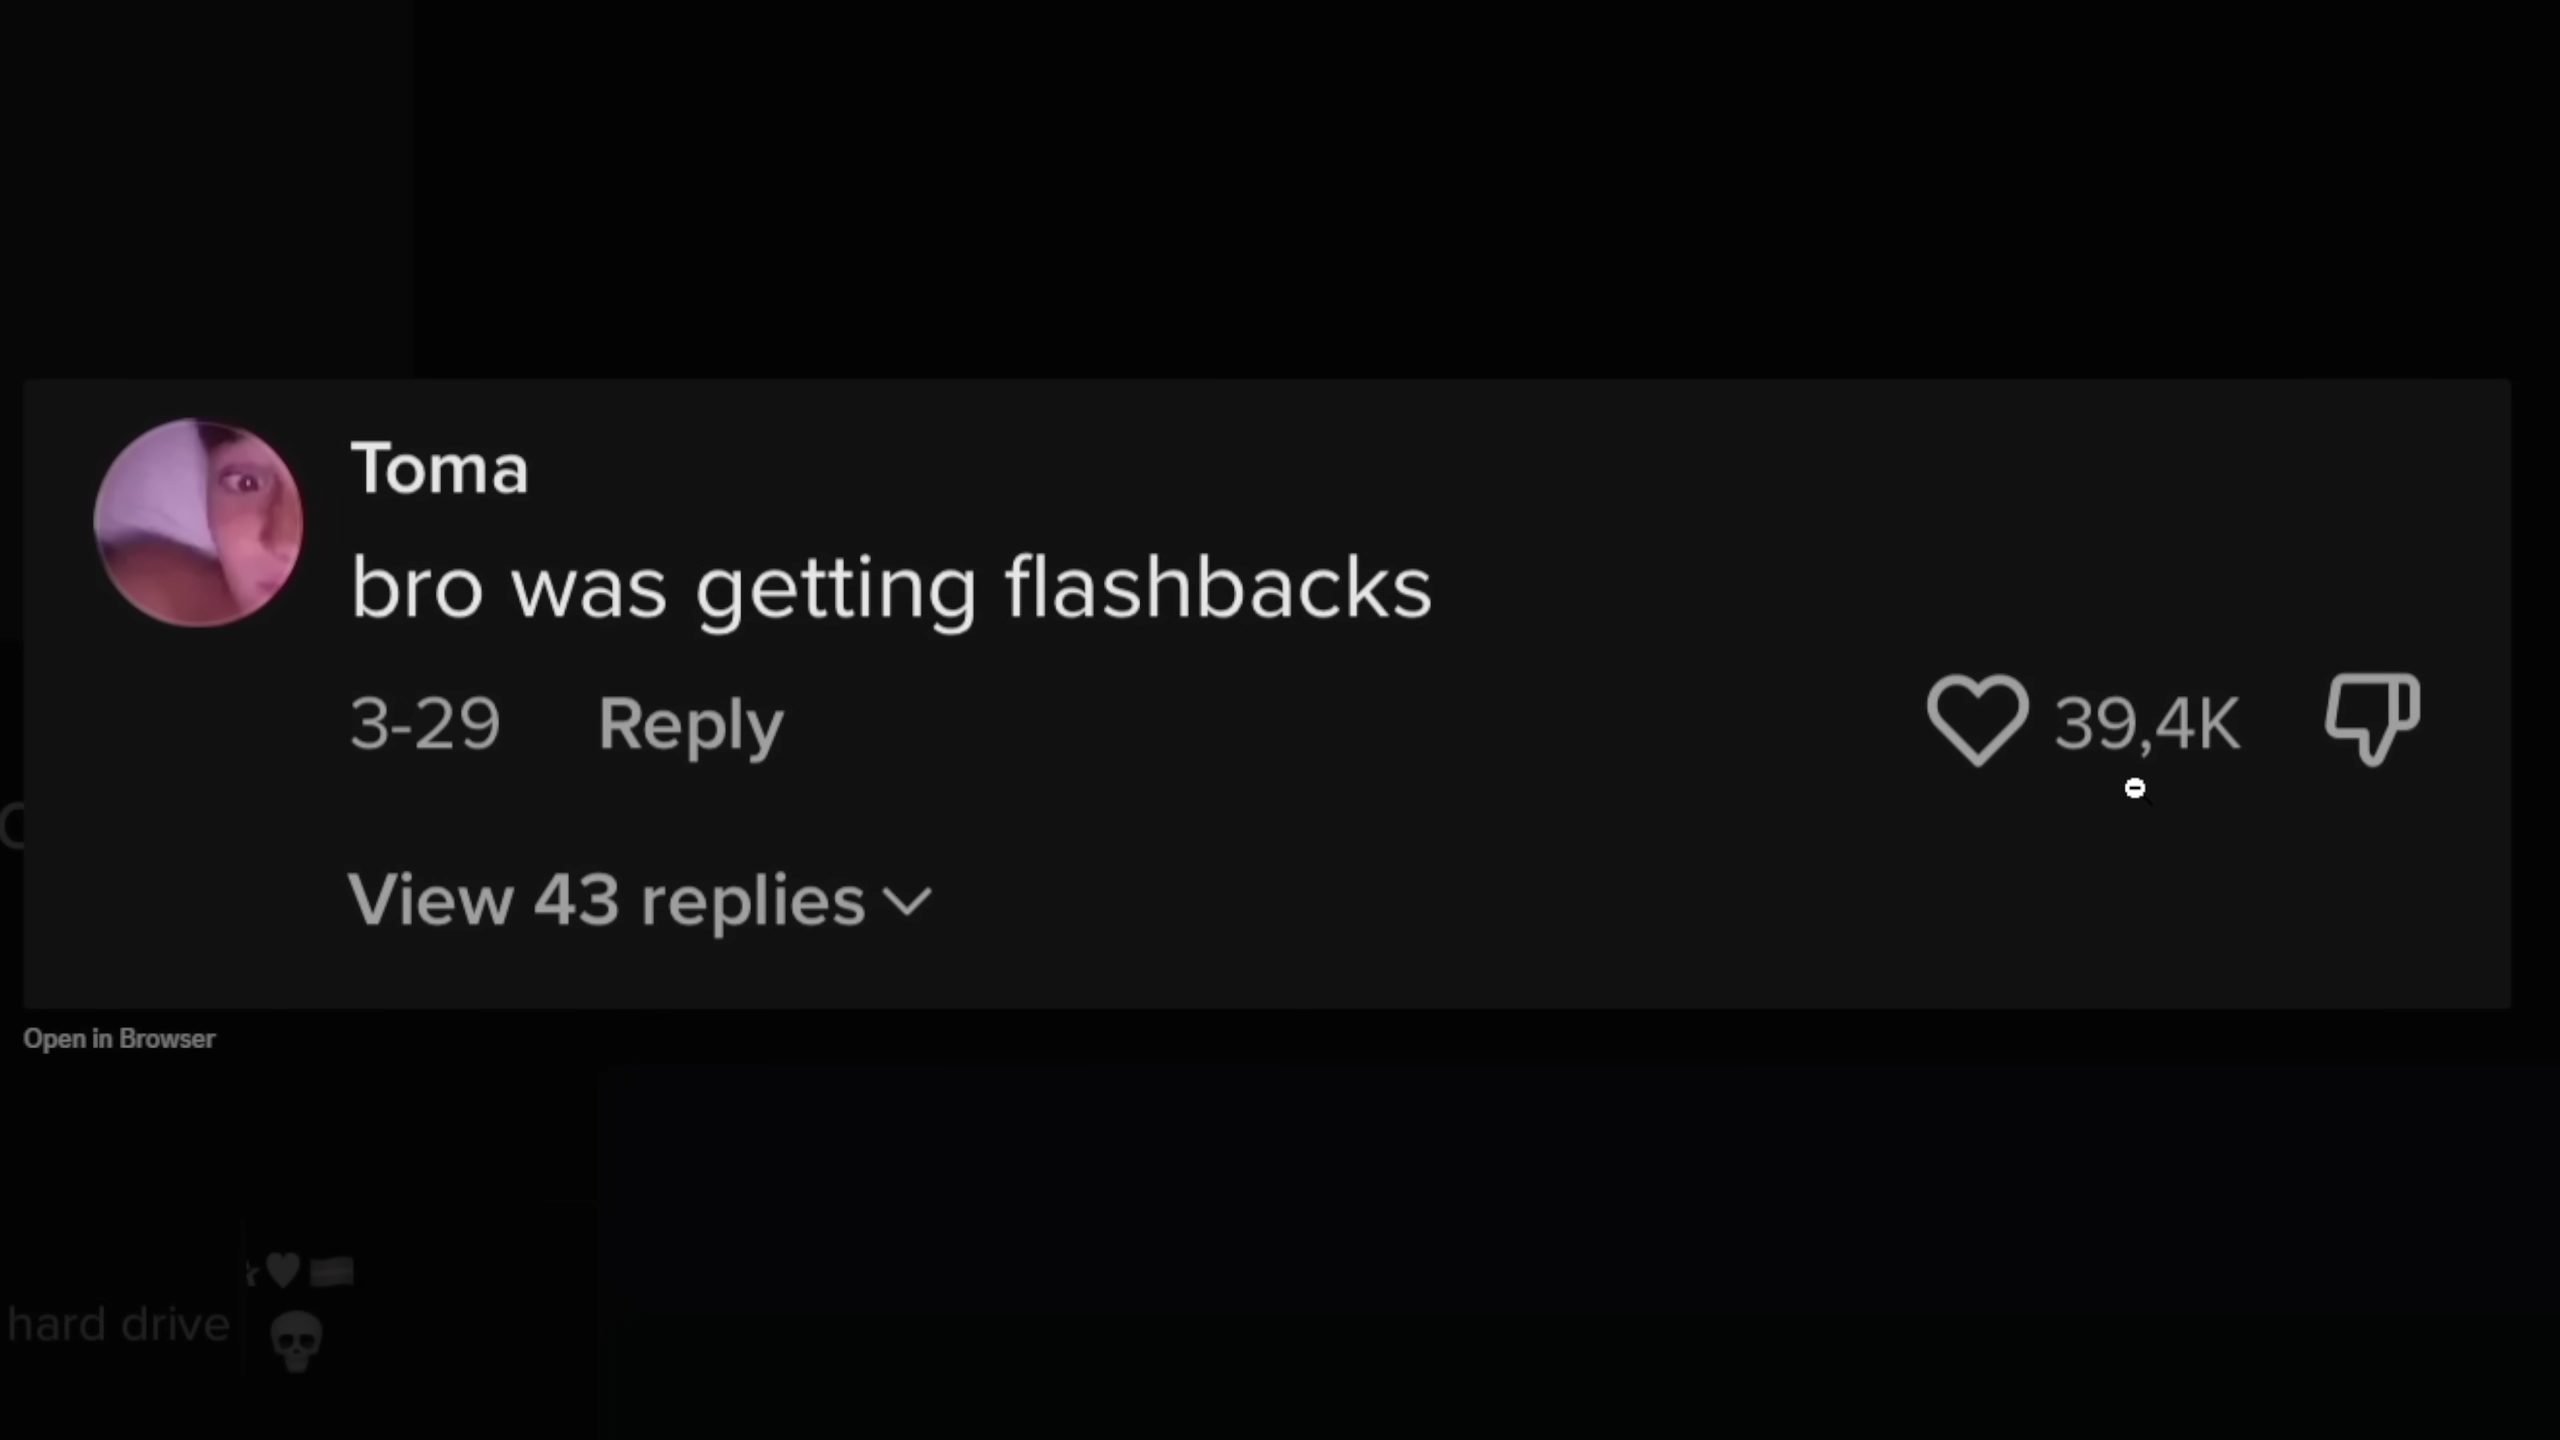 Toma
bro was getting flashbacks
3-29 Reply 39,4K
View 43 replies
Open in Browser
hard drive